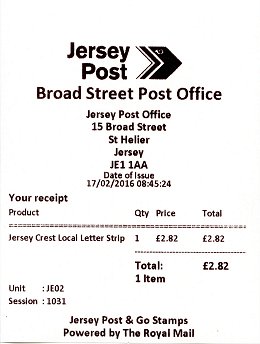 Jersey
Post
Broad Street Post Office
Jersey Post Office
15 Broad Street
St Helier
Jersey
JE1 1AA
Date of Issue
17/02/2016 08:45:24
Your receipt
Product Qty Price Total
Jersey Crest Local Letter Strip 1 £2.82 £2.82
Total: £2.82
1 Item
Unit : JE02
Session : 1031
Jersey Post & Go Stamps
Powered by The Royal Mail